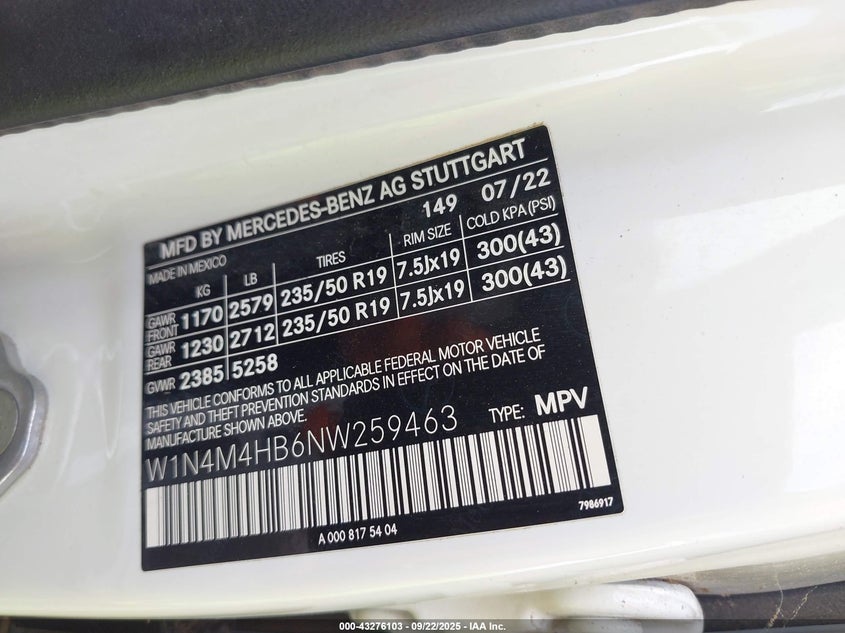 MFD BY MERCEDES-BENZ AG STUTTGART
MADE IN MEXICO 149 07/22
KG LB TIRES RIM SIZE COLD KPA (PSI)
GAWR FRONT 1170 2579 235/50 R19 7.5Jx19 300(43)
GAWR REAR 1230 2712 235/50 R19 7.5Jx19 300(43)
GVWR 2385 5258
THIS VEHICLE CONFORMS TO ALL APPLICABLE FEDERAL MOTOR VEHICLE
SAFETY AND THEFT PREVENTION STANDARDS IN EFFECT ON THE DATE OF
MANUFACTURE SHOWN ABOVE.
W1N4M4HB6NW259463 TYPE: MPV
7986917
A 000 817 54 04
000-43276103 - 09/22/2025 - IAA Inc.